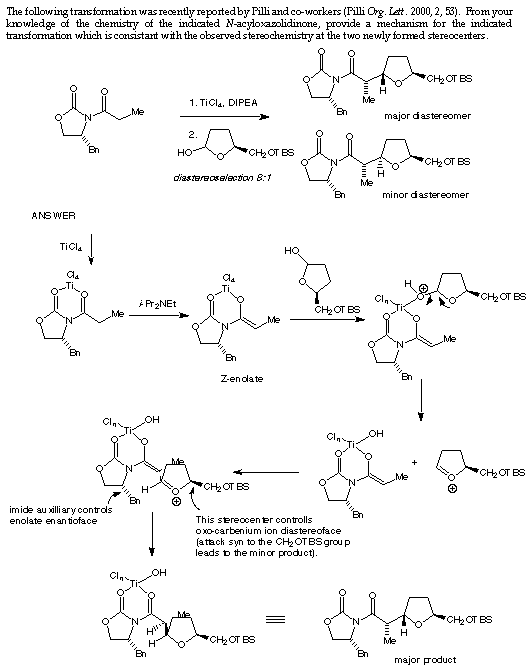 The following transformation was recently reported by Pilli and co-workers (Pilli Org. Lett. 2000, 2, 53). From your
knowledge of the chemistry of the indicated N-acyloxazolidinone, provide a mechanism for the indicated
transformation which is consistant with the observed stereochemistry at the two newly formed stereocenters.
O O
O N Me
Bn
1. TiCl4, DIPEA
2.
HO O CH2OTBS
diastereoselection 8:1
O O H
O N O CH2OTBS
Me
Bn
major diastereomer
O O
O N H O CH2OTBS
Me
Bn
minor diastereomer
ANSWER
TiCl4
Cl4
Ti
O O
O N Me
Bn
i-Pr2NEt
Cl4
Ti
O O
O N Me
Bn
Z-enolate
HO
O
CH2OTBS
H
Cln O O
Ti ⊕ CH2OTBS
O O
O N Me
Bn
Cln OH
Ti
O O
O N Me
H O CH2OTBS
⊕
Bn
imide auxilliary controls
enolate enantioface
This stereocenter controlls
oxo-carbenium ion diastereoface
(attack syn to the CH2OTBS group
leads to the minor product).
Cln OH
Ti
O O
O N Me
Bn
+
O CH2OTBS
⊕
Cln OH
Ti
O O
O N Me
H H O CH2OTBS
Bn
≡
O O H
O N O CH2OTBS
Me
Bn
major product